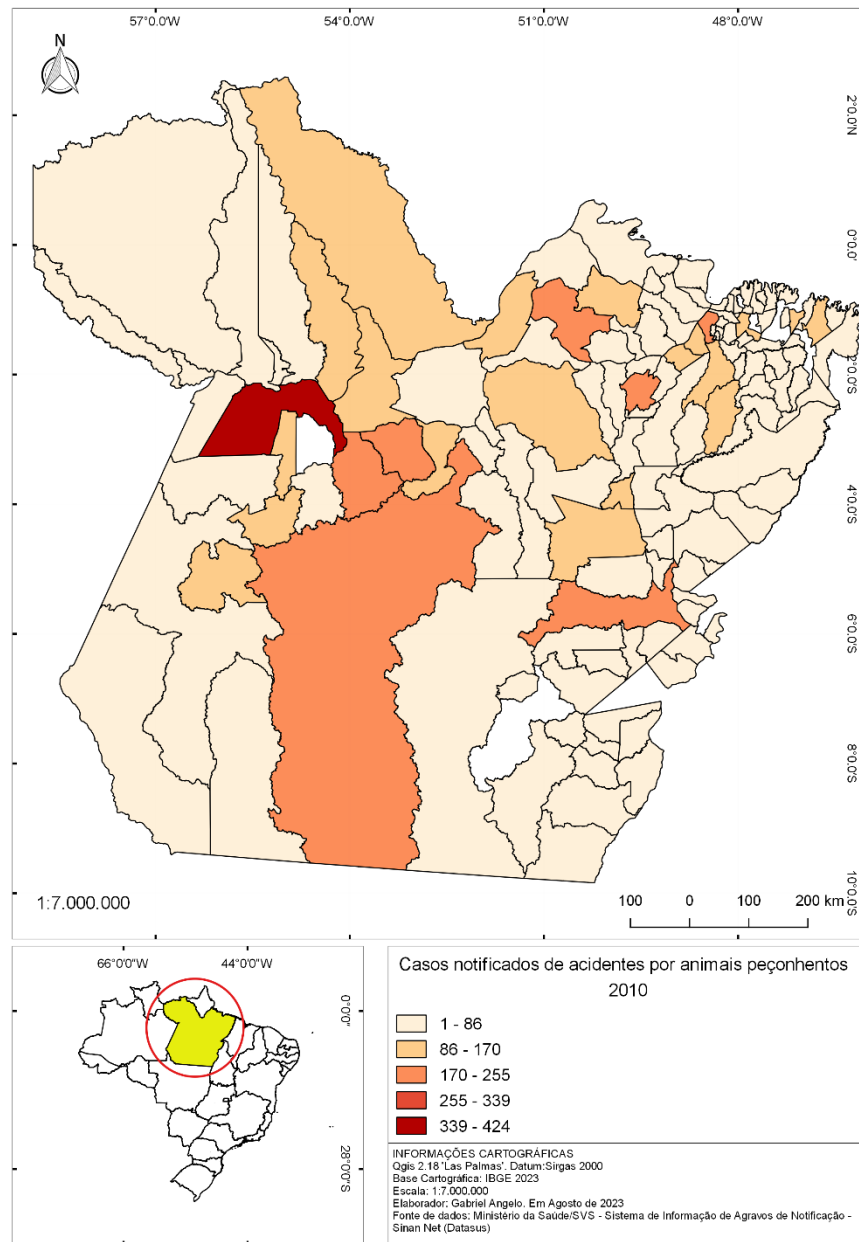 57°0.0'W 54°0.0'W 51°0.0'W 48°0.0'W
N
2°0.0'N
0°0.0'
2°0.0'S
4°0.0'S
6°0.0'S
8°0.0'S
10°0.0'S
1:7.000.000
100 0 100 200 km
66°0.0'W 44°0.0'W
0°0.0'
28°0.0'S
Casos notificados de acidentes por animais peçonhentos
2010
1 - 86
86 - 170
170 - 255
255 - 339
339 - 424
INFORMAÇÕES CARTOGRÁFICAS
Qgis 2.18 'Las Palmas'. Datum:Sirgas 2000
Base Cartográfica: IBGE 2023
Escala: 1:7.000.000
Elaborador: Gabriel Angelo. Em Agosto de 2023
Fonte de dados: Ministério da Saúde/SVS - Sistema de Informação de Agravos de Notificação -
Sinan Net (Datasus)